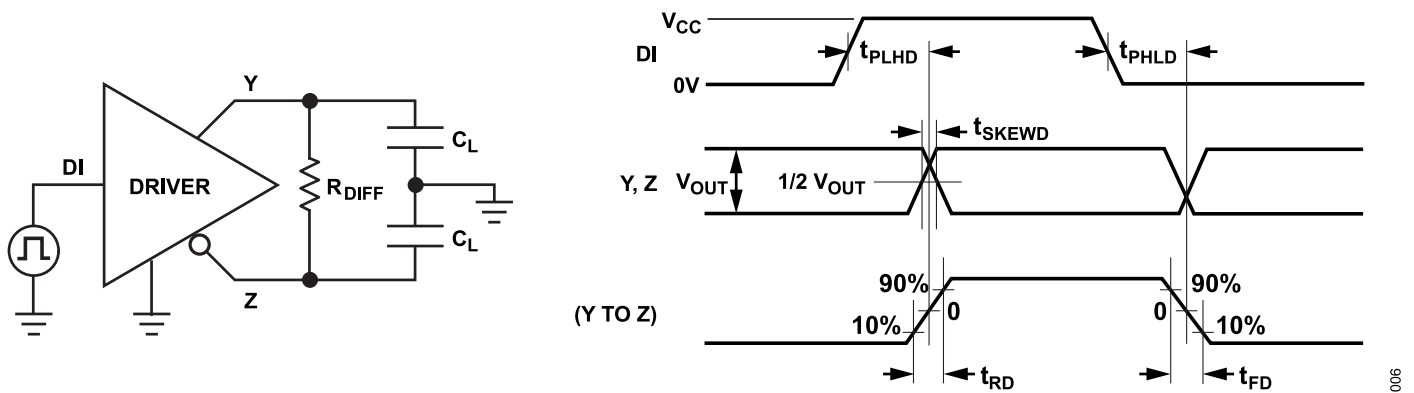 Y
DI
DRIVER
R_DIFF
C_L
C_L
Z
V_CC
DI
0V
t_PLHD
t_PHLD
t_SKEWD
Y, Z
V_OUT
1/2 V_OUT
(Y TO Z)
90%
0
10%
90%
0
10%
t_RD
t_FD
006